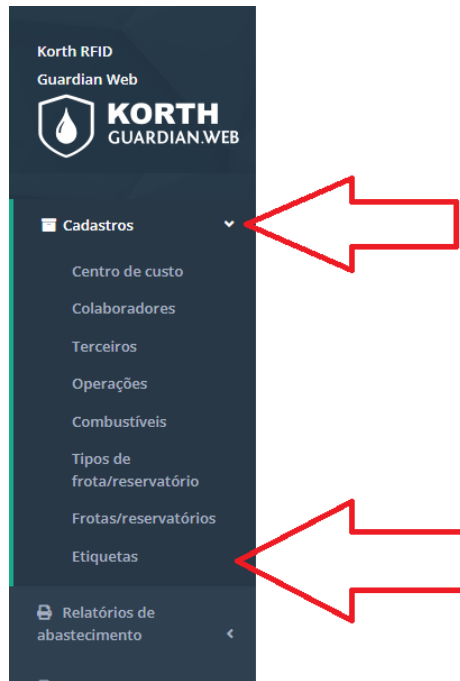 Korth RFID
Guardian Web
KORTH
GUARDIAN.WEB
Cadastros
Centro de custo
Colaboradores
Terceiros
Operações
Combustíveis
Tipos de
frota/reservatório
Frotas/reservatórios
Etiquetas
Relatórios de
abastecimento